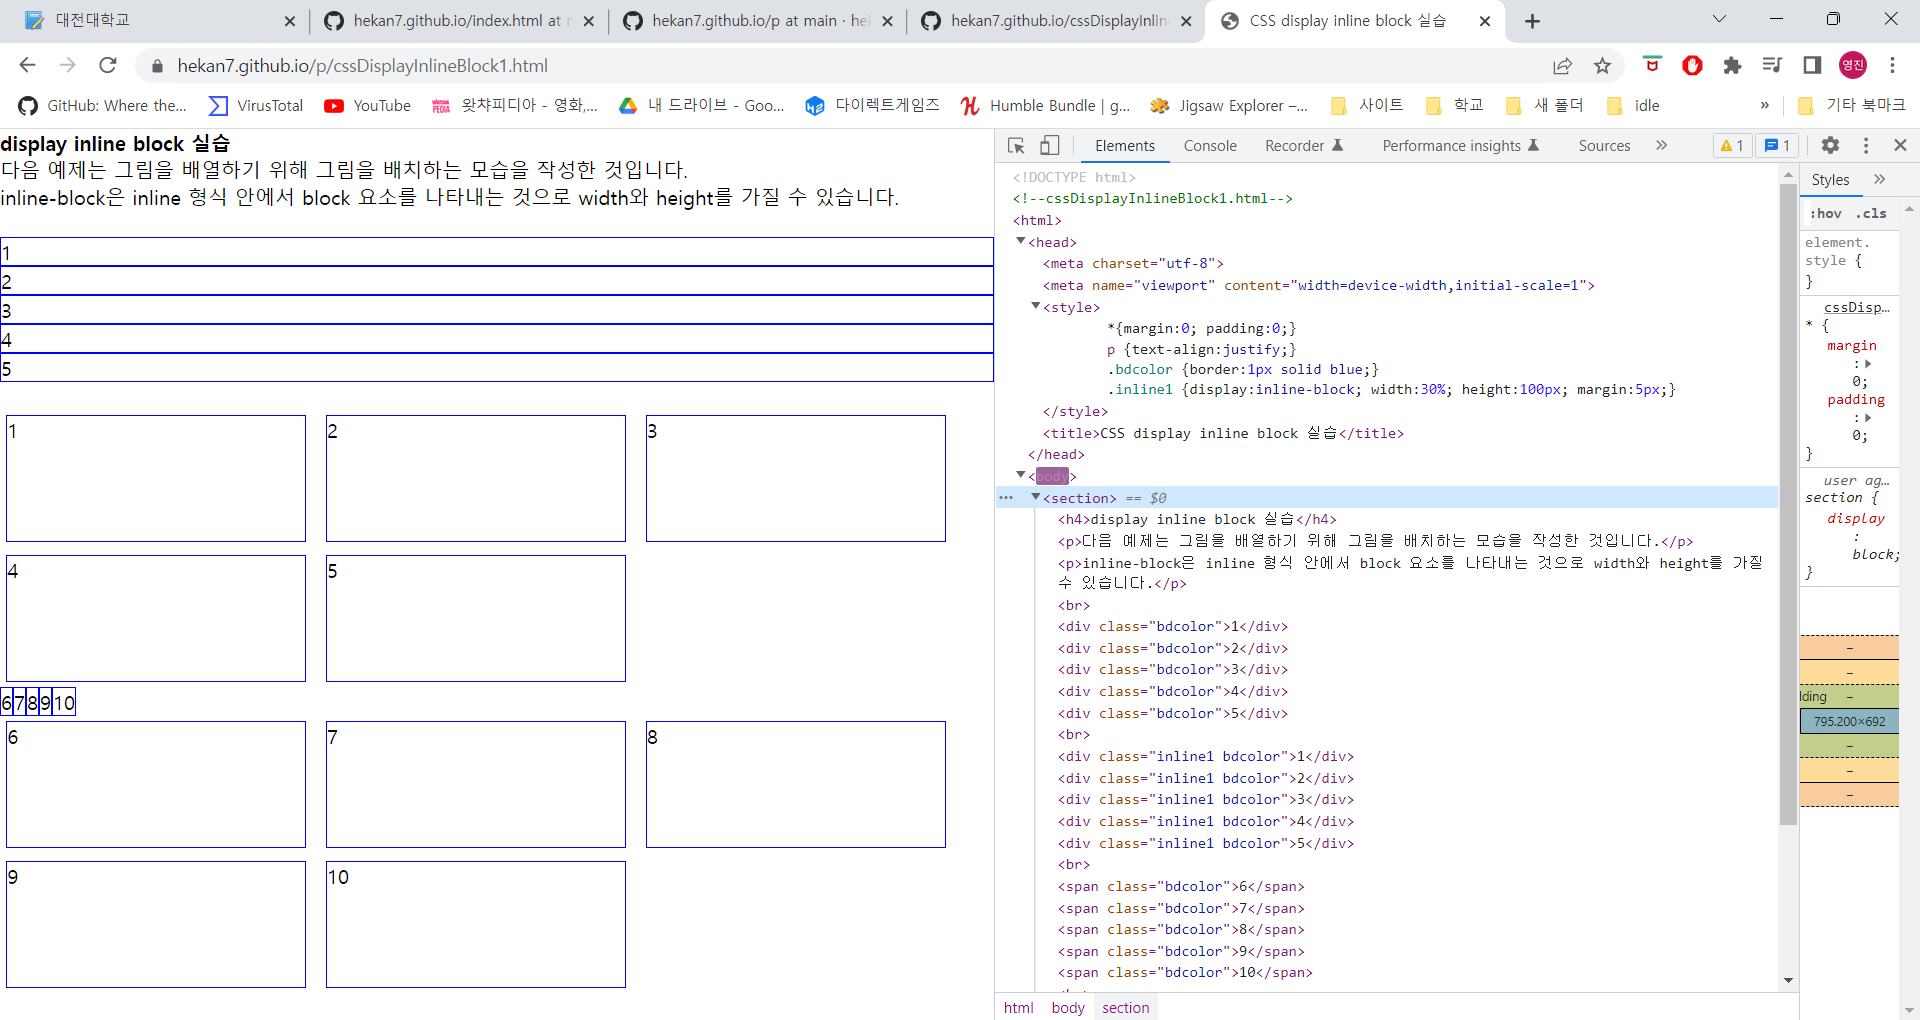 대전대학교
hekan7.github.io/index.html at m
hekan7.github.io/p at main · hek
hekan7.github.io/cssDisplayInlin
CSS display inline block 실습
hekan7.github.io/p/cssDisplayInlineBlock1.html
영진
GitHub: Where the...
VirusTotal
YouTube
WATCHA PEDIA
왓챠피디아 - 영화,...
내 드라이브 - Goo...
다이렉트게임즈
Humble Bundle | g...
Jigsaw Explorer –...
사이트
학교
새 폴더
idle
»
기타 북마크
display inline block 실습
다음 예제는 그림을 배열하기 위해 그림을 배치하는 모습을 작성한 것입니다.
inline-block은 inline 형식 안에서 block 요소를 나타내는 것으로 width와 height를 가질 수 있습니다.
1
2
3
4
5
1 2 3
4 5
6 7 8 9 10
6 7 8
9 10
Elements Console Recorder Performance insights Sources » 1 1
<!DOCTYPE html>
<!--cssDisplayInlineBlock1.html-->
<html>
<head>
<meta charset="utf-8">
<meta name="viewport" content="width=device-width,initial-scale=1">
<style>
*{margin:0; padding:0;}
p {text-align:justify;}
.bdcolor {border:1px solid blue;}
.inline1 {display:inline-block; width:30%; height:100px; margin:5px;}
</style>
<title>CSS display inline block 실습</title>
</head>
<body>
<section> == $0
<h4>display inline block 실습</h4>
<p>다음 예제는 그림을 배열하기 위해 그림을 배치하는 모습을 작성한 것입니다.</p>
<p>inline-block은 inline 형식 안에서 block 요소를 나타내는 것으로 width와 height를 가질
수 있습니다.</p>
<br>
<div class="bdcolor">1</div>
<div class="bdcolor">2</div>
<div class="bdcolor">3</div>
<div class="bdcolor">4</div>
<div class="bdcolor">5</div>
<br>
<div class="inline1 bdcolor">1</div>
<div class="inline1 bdcolor">2</div>
<div class="inline1 bdcolor">3</div>
<div class="inline1 bdcolor">4</div>
<div class="inline1 bdcolor">5</div>
<br>
<span class="bdcolor">6</span>
<span class="bdcolor">7</span>
<span class="bdcolor">8</span>
<span class="bdcolor">9</span>
<span class="bdcolor">10</span>
html body section
Styles »
:hov .cls
element.
style {
}
cssDisp…
* {
margin
:
0;
padding
:
0;
}
user ag…
section {
display
:
block;
}
–
–
lding –
795.200×692
–
–
–